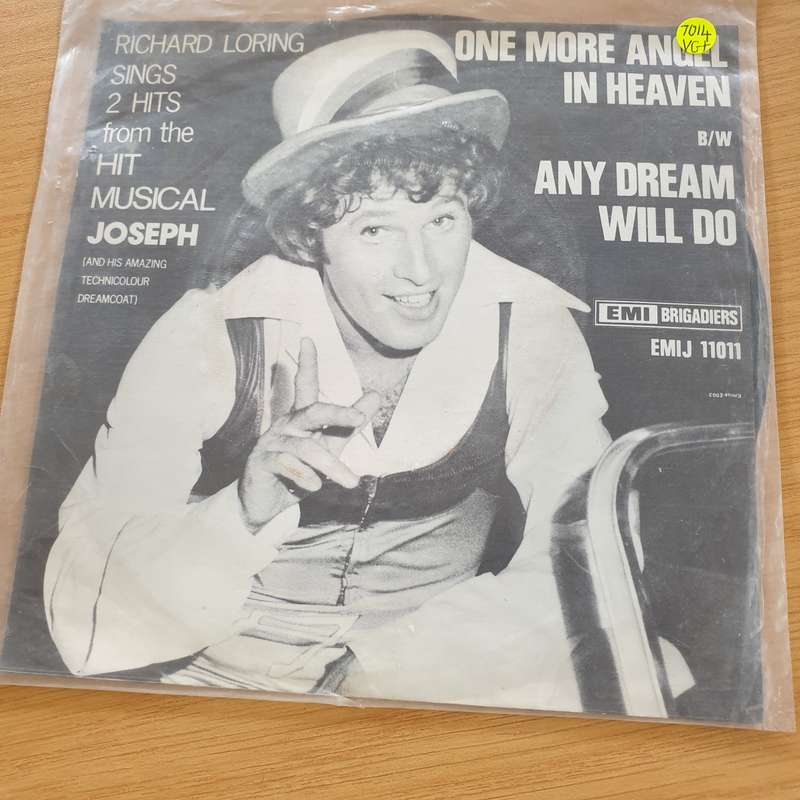 RICHARD LORING
SINGS
2 HITS
from the
HIT
MUSICAL
JOSEPH
(AND HIS AMAZING
TECHNICOLOUR
DREAMCOAT)
7014
VG+
ONE MORE ANGEL
IN HEAVEN
B/W
ANY DREAM
WILL DO
EMI BRIGADIERS
EMIJ 11011